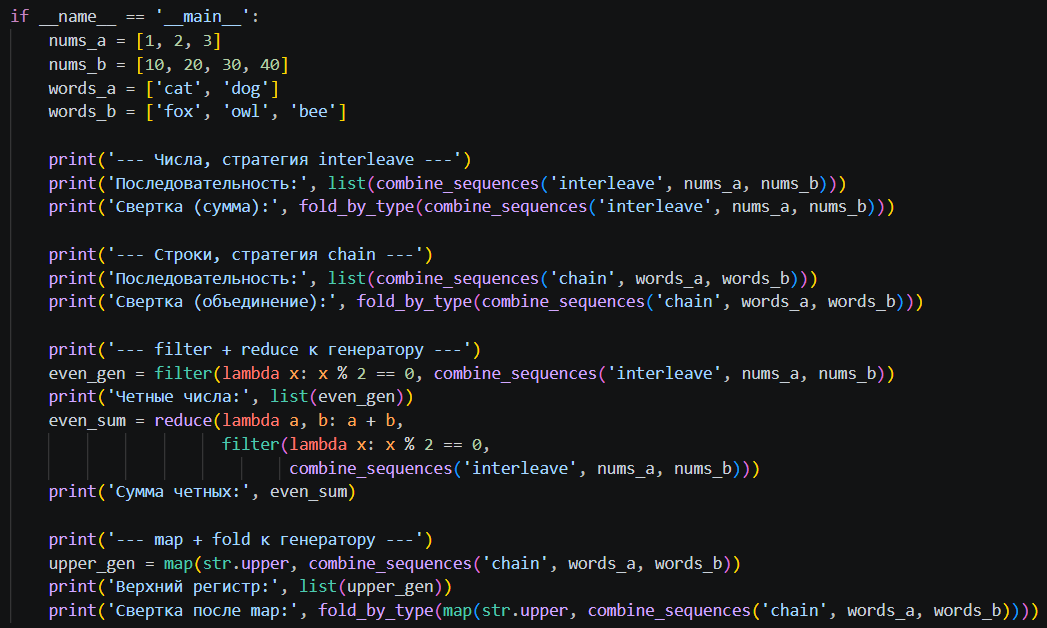 if __name__ == '__main__':
    nums_a = [1, 2, 3]
    nums_b = [10, 20, 30, 40]
    words_a = ['cat', 'dog']
    words_b = ['fox', 'owl', 'bee']

    print('--- Числа, стратегия interleave ---')
    print('Последовательность:', list(combine_sequences('interleave', nums_a, nums_b)))
    print('Свертка (сумма):', fold_by_type(combine_sequences('interleave', nums_a, nums_b)))

    print('--- Строки, стратегия chain ---')
    print('Последовательность:', list(combine_sequences('chain', words_a, words_b)))
    print('Свертка (объединение):', fold_by_type(combine_sequences('chain', words_a, words_b)))

    print('--- filter + reduce к генератору ---')
    even_gen = filter(lambda x: x % 2 == 0, combine_sequences('interleave', nums_a, nums_b))
    print('Четные числа:', list(even_gen))
    even_sum = reduce(lambda a, b: a + b,
                      filter(lambda x: x % 2 == 0,
                             combine_sequences('interleave', nums_a, nums_b)))
    print('Сумма четных:', even_sum)

    print('--- map + fold к генератору ---')
    upper_gen = map(str.upper, combine_sequences('chain', words_a, words_b))
    print('Верхний регистр:', list(upper_gen))
    print('Свертка после map:', fold_by_type(map(str.upper, combine_sequences('chain', words_a, words_b))))